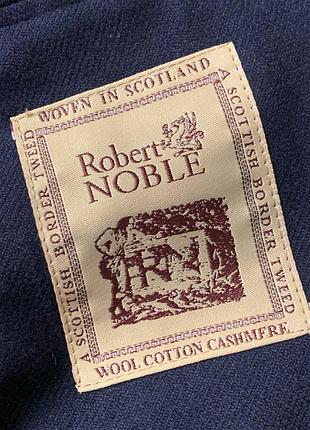 WOVEN IN SCOTLAND
A SCOTTISH BORDER TWEED
Robert
NOBLE
RN
A SCOTTISH BORDER TWEED
WOOL COTTON CASHMERE